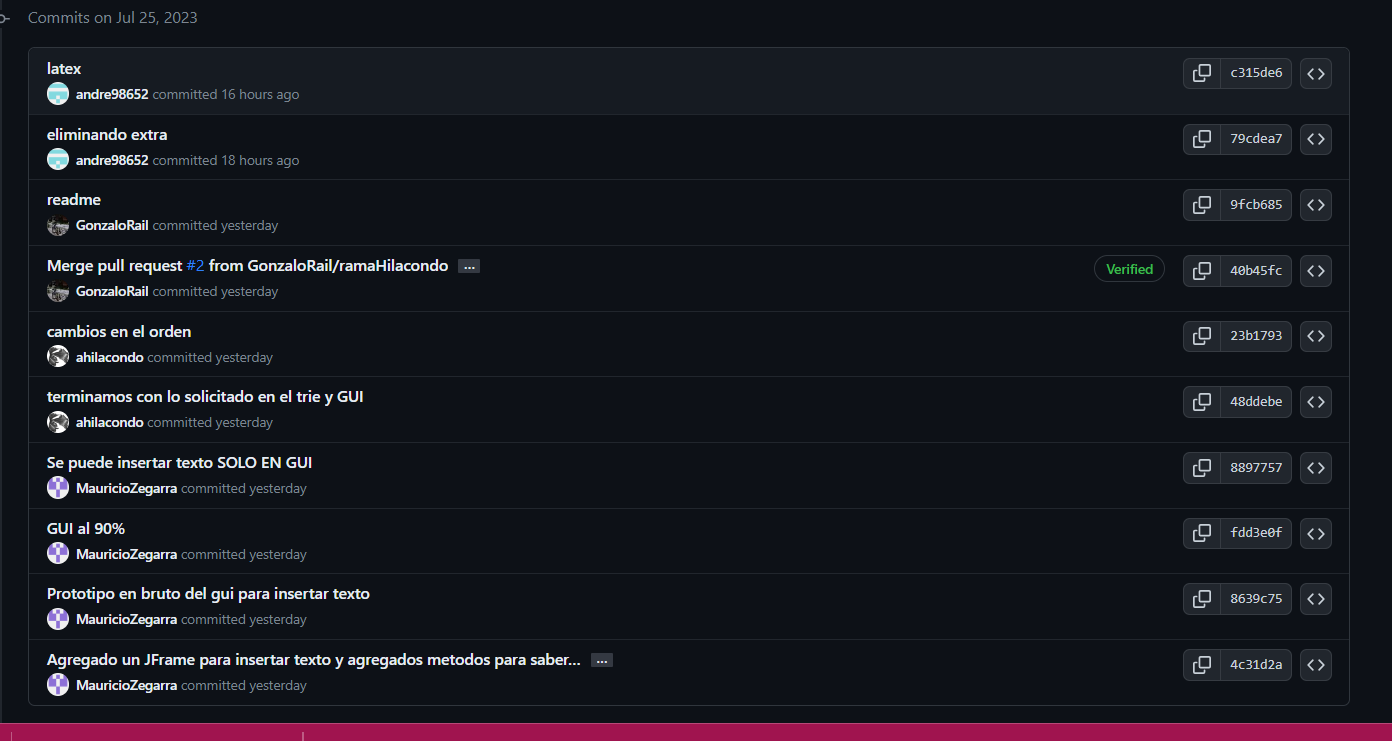 Commits on Jul 25, 2023
latex
c315de6
andre98652 committed 16 hours ago
eliminando extra
79cdea7
andre98652 committed 18 hours ago
readme
9fcb685
GonzaloRail committed yesterday
Merge pull request #2 from GonzaloRail/ramaHilacondo ...
Verified
40b45fc
GonzaloRail committed yesterday
cambios en el orden
23b1793
ahilacondo committed yesterday
terminamos con lo solicitado en el trie y GUI
48ddebe
ahilacondo committed yesterday
Se puede insertar texto SOLO EN GUI
8897757
MauricioZegarra committed yesterday
GUI al 90%
fdd3e0f
MauricioZegarra committed yesterday
Prototipo en bruto del gui para insertar texto
8639c75
MauricioZegarra committed yesterday
Agregado un JFrame para insertar texto y agregados metodos para saber... ...
4c31d2a
MauricioZegarra committed yesterday